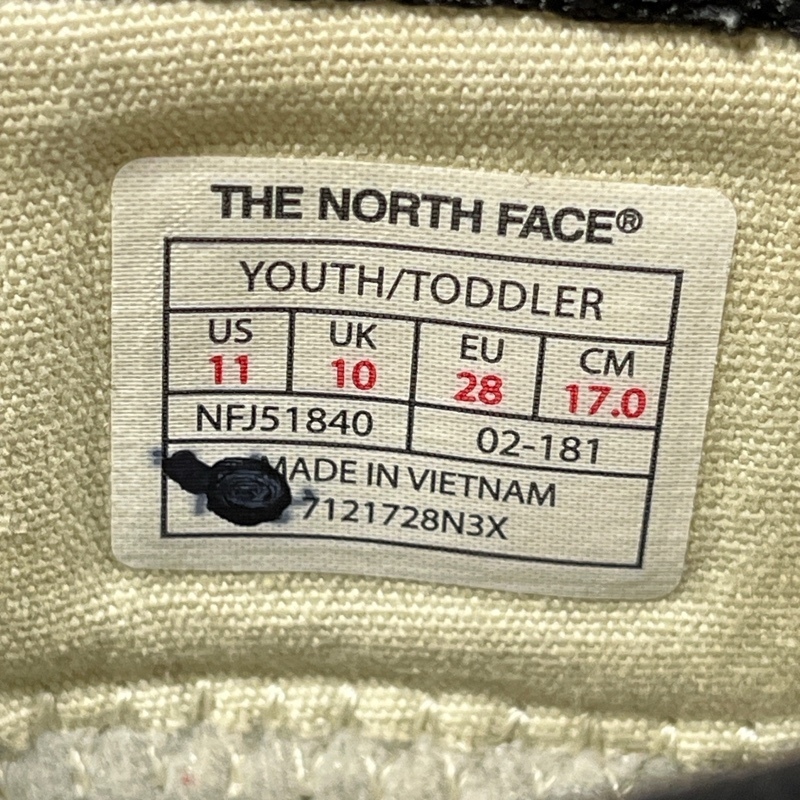 THE NORTH FACE®
YOUTH/TODDLER
US UK EU CM
11 10 28 17.0
NFJ51840 02-181
MADE IN VIETNAM
7121728N3X